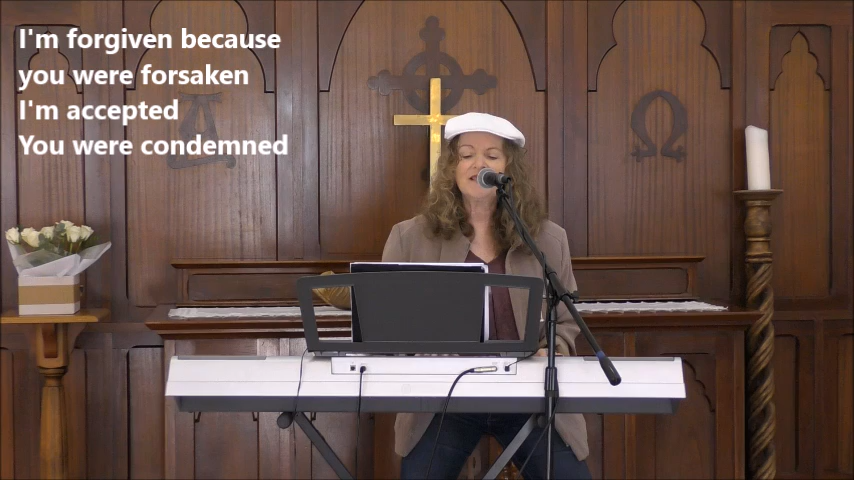 I'm forgiven because
you were forsaken
I'm accepted
You were condemned
Ω